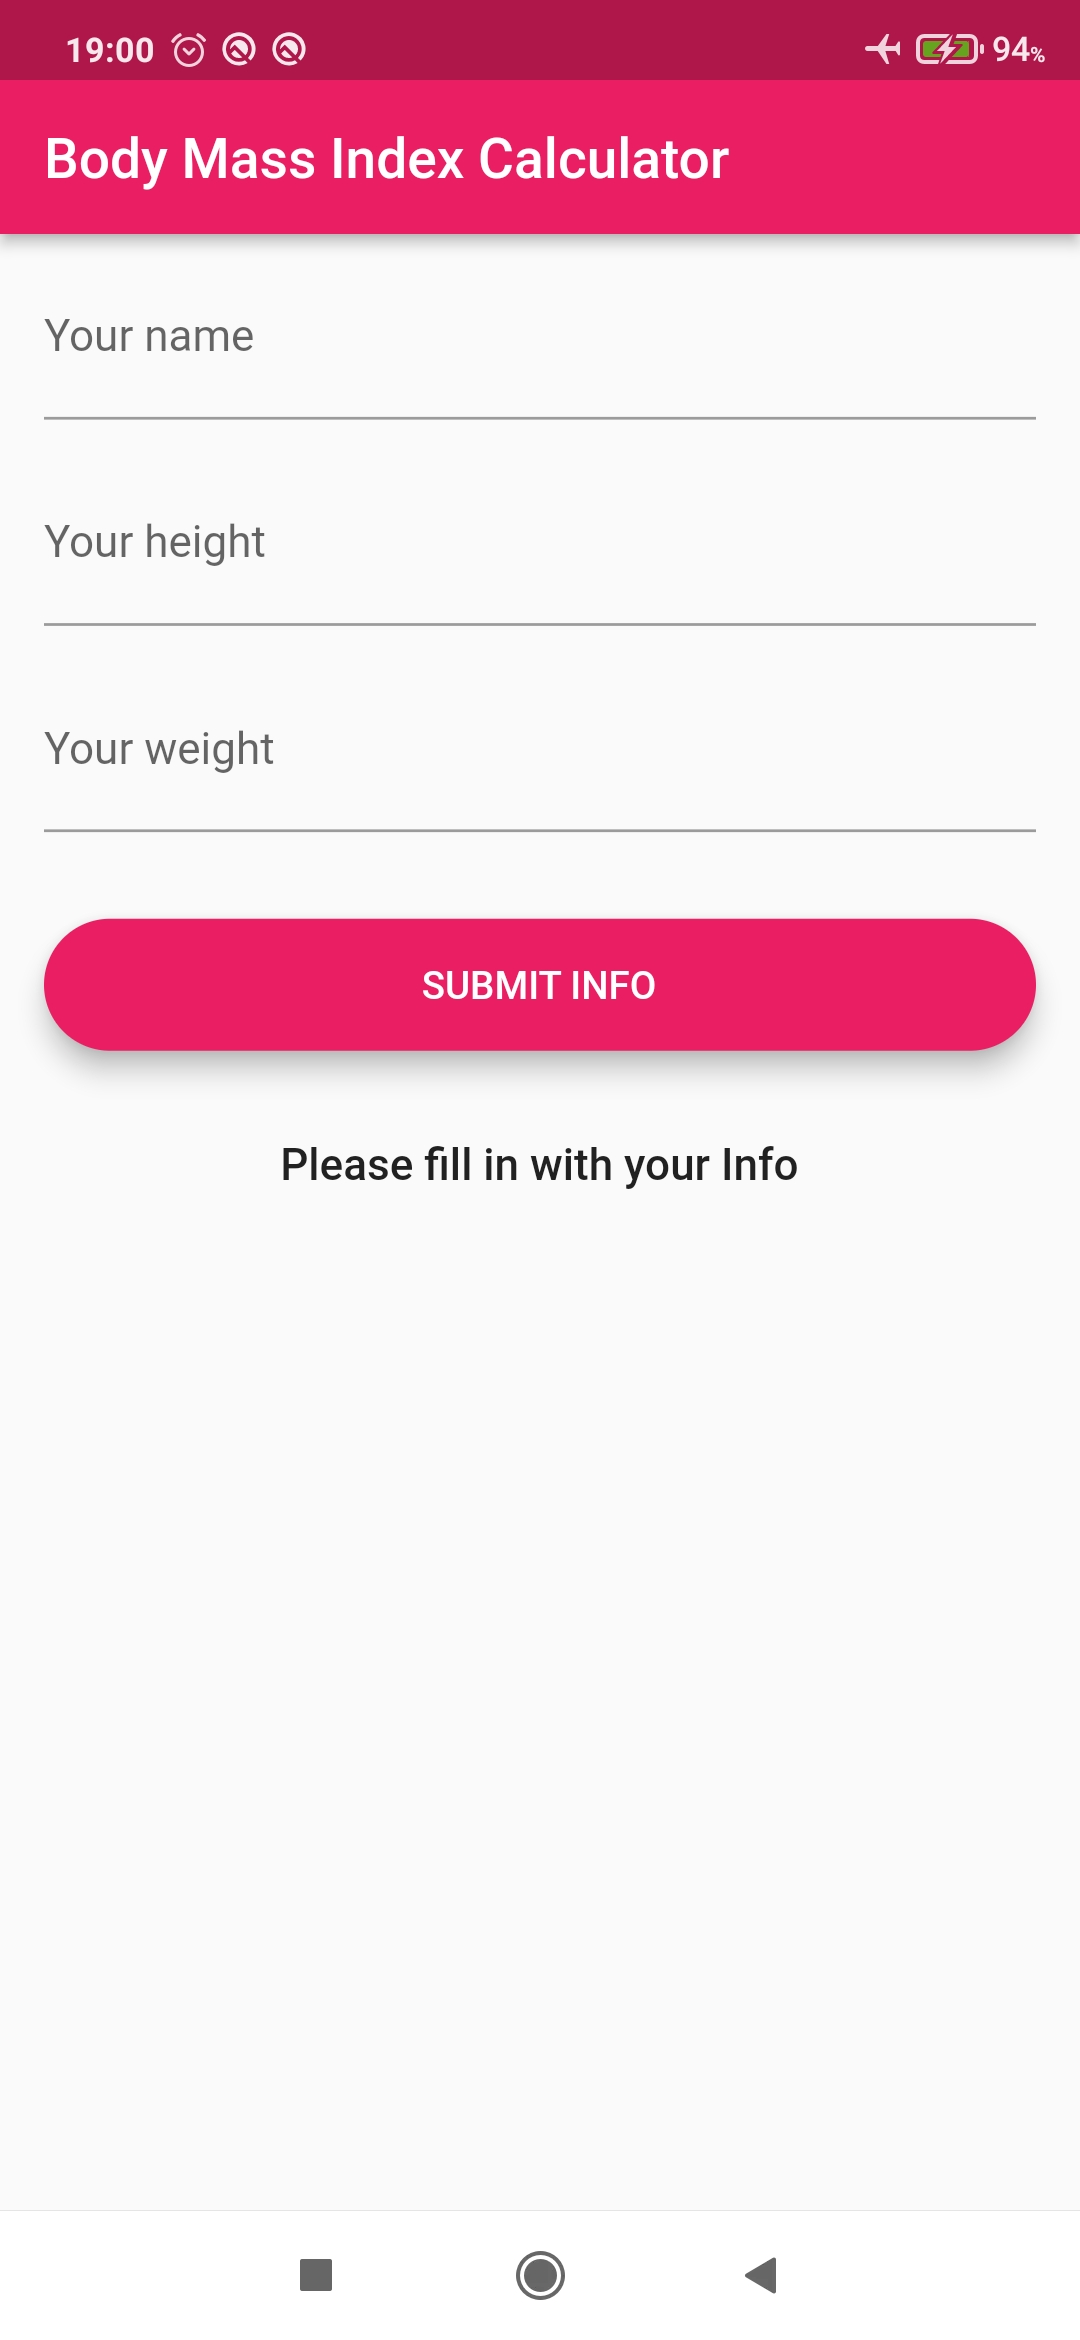 19:00 94%
Body Mass Index Calculator
Your name
Your height
Your weight
SUBMIT INFO
Please fill in with your Info